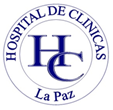 HOSPITAL DE CLINICAS
HC
La Paz